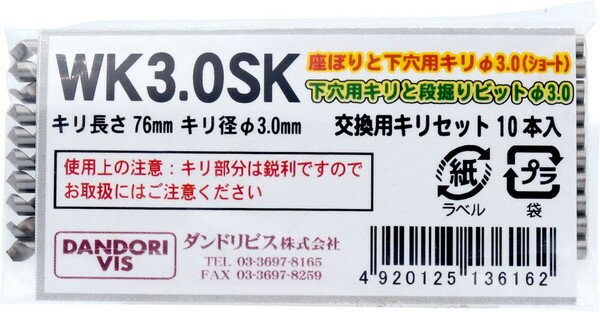 WK3.0SK
座ぼりと下穴用キリφ3.0(ショート)
下穴用キリと段掘りビットφ3.0
キリ長さ 76mm キリ径φ3.0mm 交換用キリセット 10本入
使用上の注意:キリ部分は鋭利ですので
お取扱にはご注意ください
紙
ラベル
プラ
袋
DANDORI
VIS
ダンドリビス株式会社
TEL 03-3697-8165
FAX 03-3697-8259
4 920125 136162